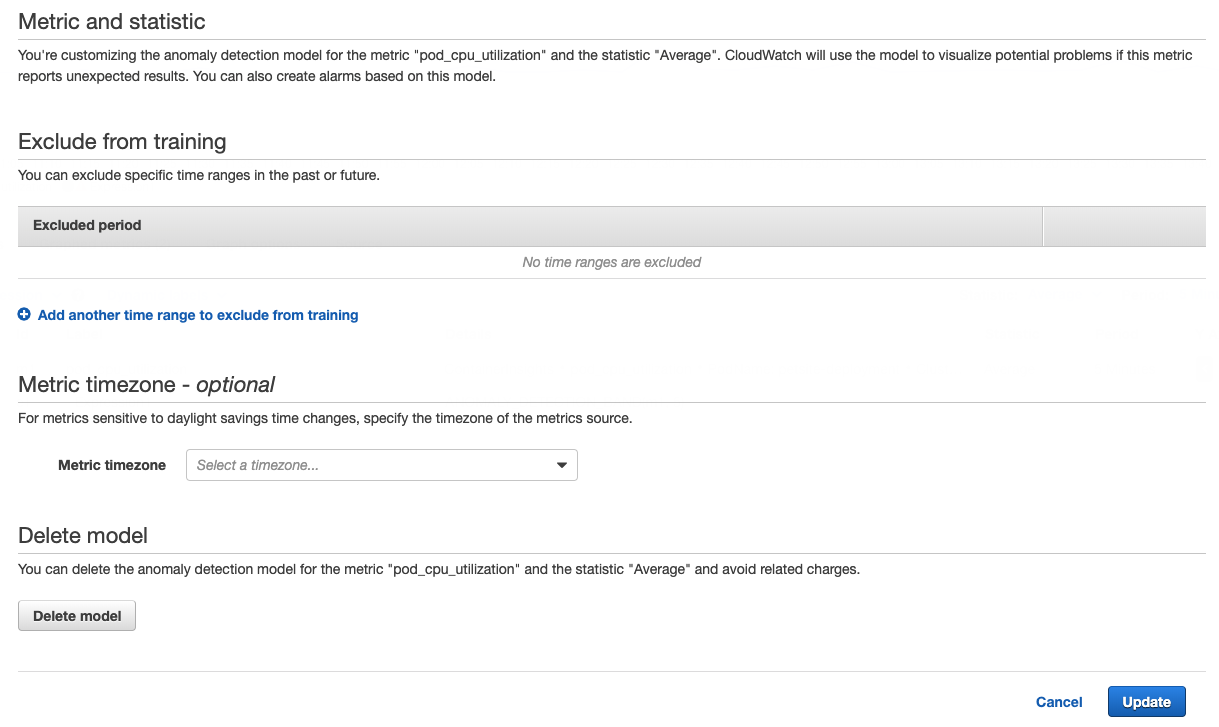 Metric and statistic
You're customizing the anomaly detection model for the metric "pod_cpu_utilization" and the statistic "Average". CloudWatch will use the model to visualize potential problems if this metric
reports unexpected results. You can also create alarms based on this model.
Exclude from training
You can exclude specific time ranges in the past or future.
Excluded period
No time ranges are excluded
Add another time range to exclude from training
Metric timezone - optional
For metrics sensitive to daylight savings time changes, specify the timezone of the metrics source.
Metric timezone Select a timezone...
Delete model
You can delete the anomaly detection model for the metric "pod_cpu_utilization" and the statistic "Average" and avoid related charges.
Delete model
Cancel Update